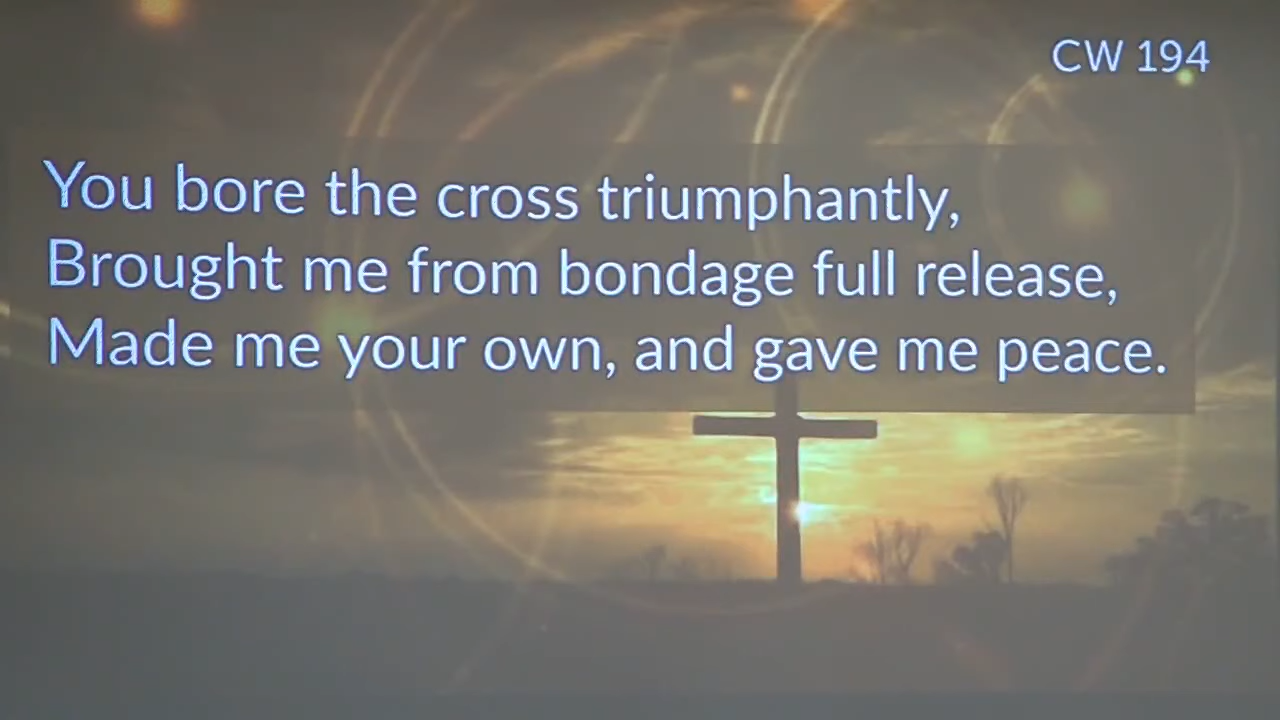 CW 194
You bore the cross triumphantly,
Brought me from bondage full release,
Made me your own, and gave me peace.